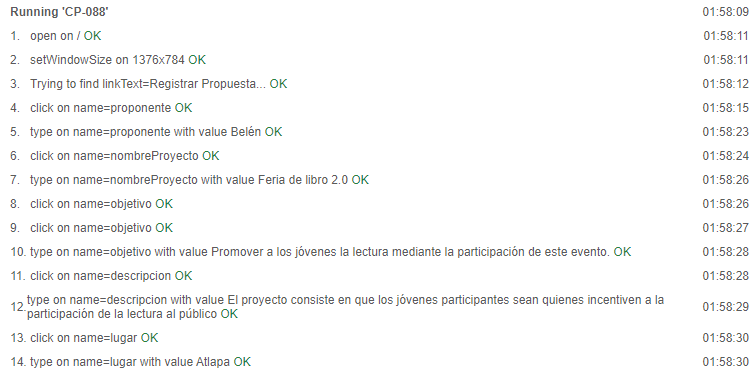 Running 'CP-088' 01:58:09
1. open on / OK 01:58:11
2. setWindowSize on 1376x784 OK 01:58:11
3. Trying to find linkText=Registrar Propuesta... OK 01:58:12
4. click on name=proponente OK 01:58:15
5. type on name=proponente with value Belén OK 01:58:23
6. click on name=nombreProyecto OK 01:58:24
7. type on name=nombreProyecto with value Feria de libro 2.0 OK 01:58:26
8. click on name=objetivo OK 01:58:26
9. click on name=objetivo OK 01:58:27
10. type on name=objetivo with value Promover a los jóvenes la lectura mediante la participación de este evento. OK 01:58:28
11. click on name=descripcion OK 01:58:28
12. type on name=descripcion with value El proyecto consiste en que los jóvenes participantes sean quienes incentiven a la
participación de la lectura al público OK 01:58:29
13. click on name=lugar OK 01:58:30
14. type on name=lugar with value Atlapa OK 01:58:30